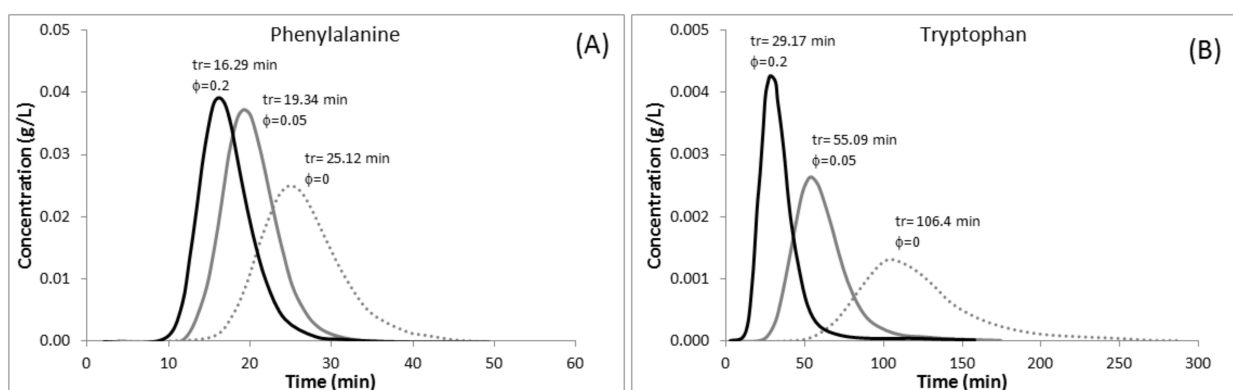 Phenylalanine
(A)
tr= 16.29 min
ϕ=0.2
tr= 19.34 min
ϕ=0.05
tr= 25.12 min
ϕ=0
Concentration (g/L)
0.05
0.04
0.03
0.02
0.01
0.00
0 10 20 30 40 50 60
Time (min)
Tryptophan
(B)
tr= 29.17 min
ϕ=0.2
tr= 55.09 min
ϕ=0.05
tr= 106.4 min
ϕ=0
Concentration (g/L)
0.005
0.004
0.003
0.002
0.001
0.000
0 50 100 150 200 250 300
Time (min)